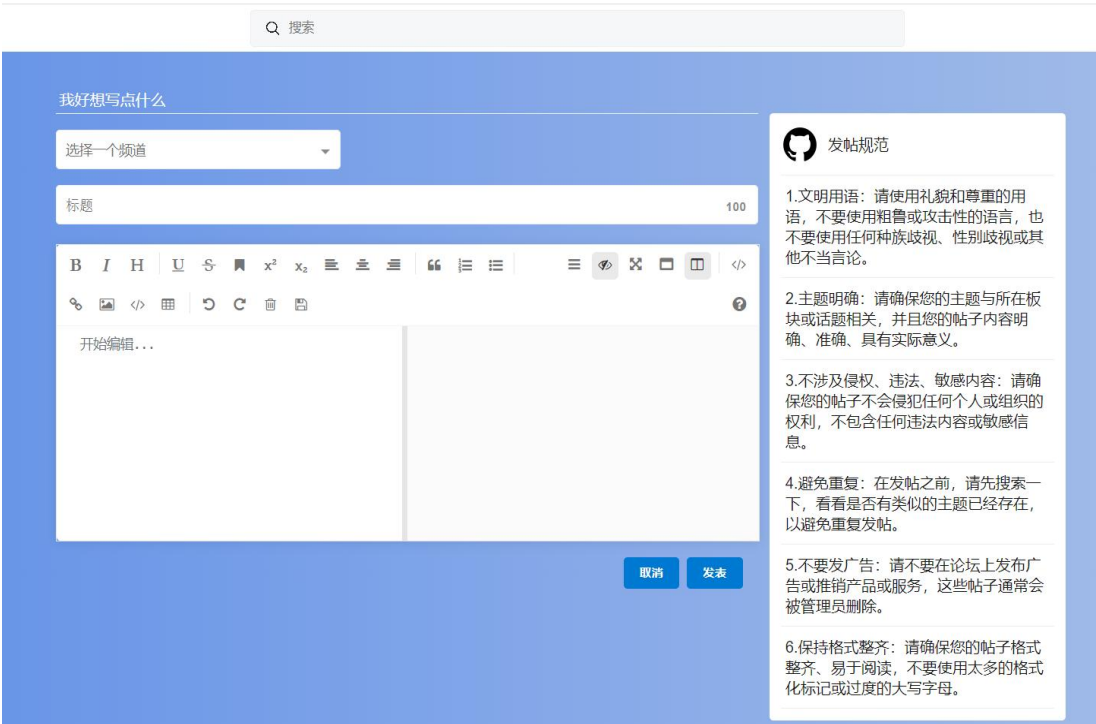 搜索
我好想写点什么
选择一个频道
标题
100
B I H U S x² x₂
开始编辑...
取消 发表
发帖规范
1.文明用语：请使用礼貌和尊重的用
语，不要使用粗鲁或攻击性的语言，也
不要使用任何种族歧视、性别歧视或其
他不当言论。
2.主题明确：请确保您的主题与所在板
块或话题相关，并且您的帖子内容明
确、准确、具有实际意义。
3.不涉及侵权、违法、敏感内容：请确
保您的帖子不会侵犯任何个人或组织的
权利，不包含任何违法内容或敏感信
息。
4.避免重复：在发帖之前，请先搜索一
下，看看是否有类似的主题已经存在，
以避免重复发帖。
5.不要发广告：请不要在论坛上发布广
告或推销产品或服务，这些帖子通常会
被管理员删除。
6.保持格式整齐：请确保您的帖子格式
整齐、易于阅读，不要使用太多的格式
化标记或过度的大写字母。